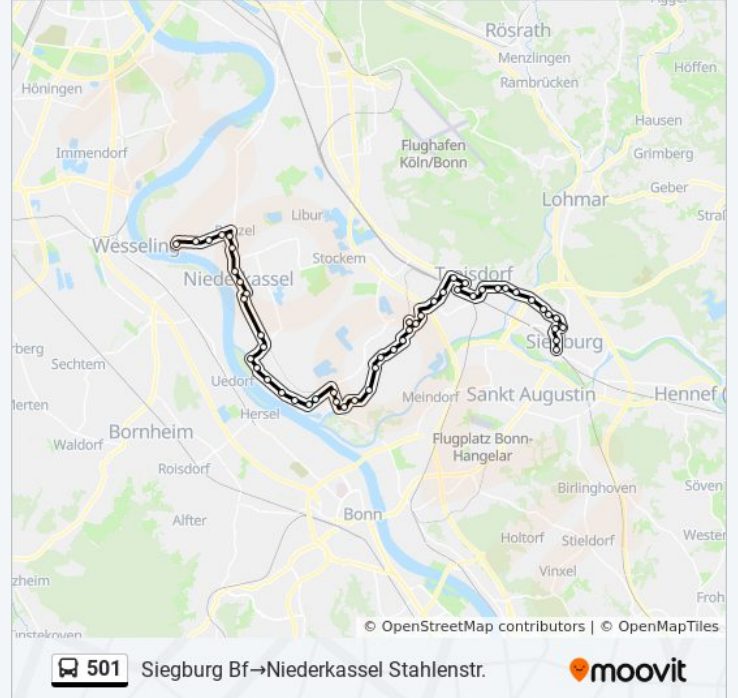 Rösrath
Menzlingen
Rambrücken
Höningen
Höffen
Flughafen
Köln/Bonn
Hausen
Grimberg
Immendorf
Geber
Lohmar
Libur
Wesseling
Stockem
Niederkassel
Troisdorf
Siegburg
Sechtem
Uedorf
Meindorf
Sankt Augustin
Hennef (
Hersel
Waldorf
Bornheim
Flugplatz Bonn-
Hangelar
Roisdorf
Birlinghoven
Söven
Bonn
Alfter
Holtorf
Stieldorf
Vinxel
© OpenStreetMap contributors | © OpenMapTiles
501 Siegburg Bf→Niederkassel Stahlenstr.
moovit